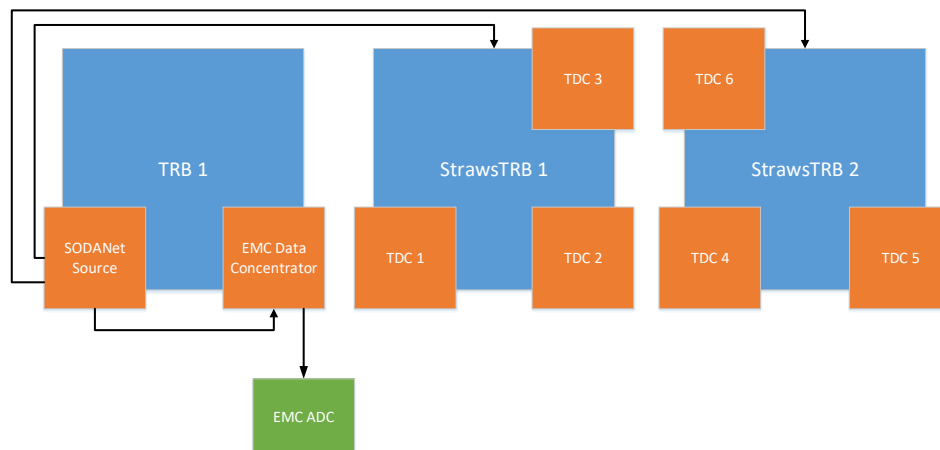 TDC 3
TDC 6
TRB 1
StrawsTRB 1
StrawsTRB 2
SODANet
Source
EMC Data
Concentrator
TDC 1
TDC 2
TDC 4
TDC 5
EMC ADC